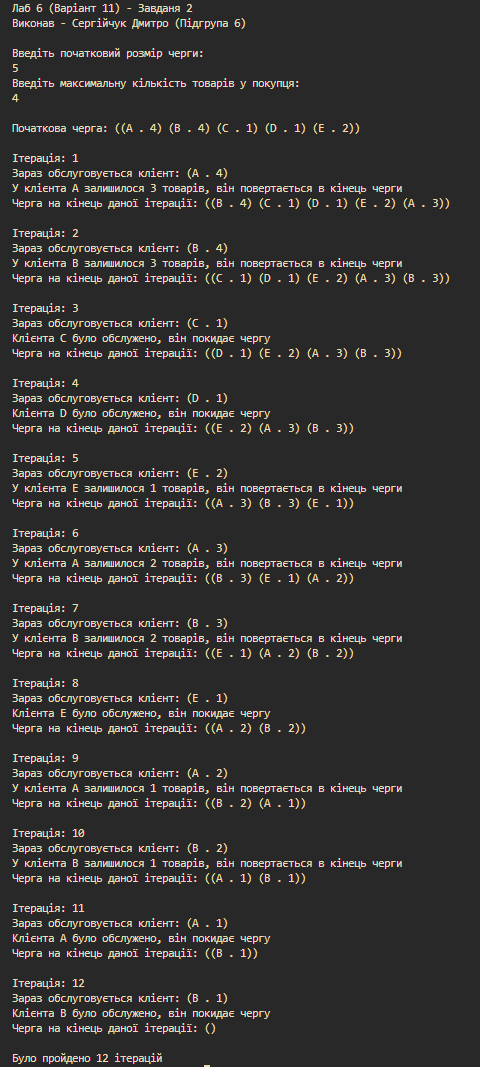 Лаб 6 (Варіант 11) - Завданя 2
Виконав - Сергійчук Дмитро (Підгрупа 6)
Введіть початковий розмір черги:
5
Введіть максимальну кількість товарів у покупця:
4
Початкова черга: ((A . 4) (B . 4) (C . 1) (D . 1) (E . 2))
Ітерація: 1
Зараз обслуговується клієнт: (A . 4)
У клієнта A залишилося 3 товарів, він повертається в кінець черги
Черга на кінець даної ітерації: ((B . 4) (C . 1) (D . 1) (E . 2) (A . 3))
Ітерація: 2
Зараз обслуговується клієнт: (B . 4)
У клієнта B залишилося 3 товарів, він повертається в кінець черги
Черга на кінець даної ітерації: ((C . 1) (D . 1) (E . 2) (A . 3) (B . 3))
Ітерація: 3
Зараз обслуговується клієнт: (C . 1)
Клієнта C було обслужено, він покидає чергу
Черга на кінець даної ітерації: ((D . 1) (E . 2) (A . 3) (B . 3))
Ітерація: 4
Зараз обслуговується клієнт: (D . 1)
Клієнта D було обслужено, він покидає чергу
Черга на кінець даної ітерації: ((E . 2) (A . 3) (B . 3))
Ітерація: 5
Зараз обслуговується клієнт: (E . 2)
У клієнта E залишилося 1 товарів, він повертається в кінець черги
Черга на кінець даної ітерації: ((A . 3) (B . 3) (E . 1))
Ітерація: 6
Зараз обслуговується клієнт: (A . 3)
У клієнта A залишилося 2 товарів, він повертається в кінець черги
Черга на кінець даної ітерації: ((B . 3) (E . 1) (A . 2))
Ітерація: 7
Зараз обслуговується клієнт: (B . 3)
У клієнта B залишилося 2 товарів, він повертається в кінець черги
Черга на кінець даної ітерації: ((E . 1) (A . 2) (B . 2))
Ітерація: 8
Зараз обслуговується клієнт: (E . 1)
Клієнта E було обслужено, він покидає чергу
Черга на кінець даної ітерації: ((A . 2) (B . 2))
Ітерація: 9
Зараз обслуговується клієнт: (A . 2)
У клієнта A залишилося 1 товарів, він повертається в кінець черги
Черга на кінець даної ітерації: ((B . 2) (A . 1))
Ітерація: 10
Зараз обслуговується клієнт: (B . 2)
У клієнта B залишилося 1 товарів, він повертається в кінець черги
Черга на кінець даної ітерації: ((A . 1) (B . 1))
Ітерація: 11
Зараз обслуговується клієнт: (A . 1)
Клієнта A було обслужено, він покидає чергу
Черга на кінець даної ітерації: ((B . 1))
Ітерація: 12
Зараз обслуговується клієнт: (B . 1)
Клієнта B було обслужено, він покидає чергу
Черга на кінець даної ітерації: ()
Було пройдено 12 ітерацій